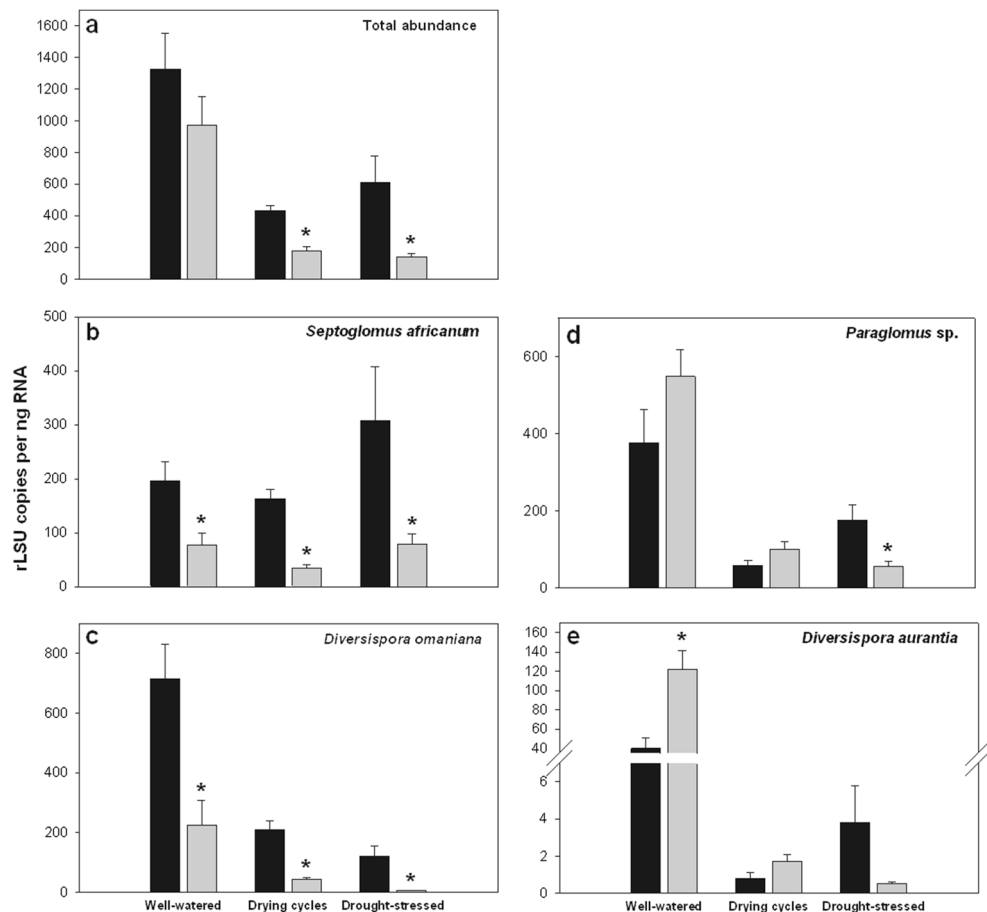 a
Total abundance
1600
1400
1200
1000
800
600
400
200
0
*
*
b
Septoglomus africanum
500
400
300
200
100
0
*
*
*
rLSU copies per ng RNA
c
Diversispora omaniana
800
600
400
200
0
*
*
*
Well-watered
Drying cycles
Drought-stressed
d
Paraglomus sp.
600
400
200
0
*
e
Diversispora aurantia
160
140
120
100
80
60
40
6
4
2
0
*
Well-watered
Drying cycles
Drought-stressed